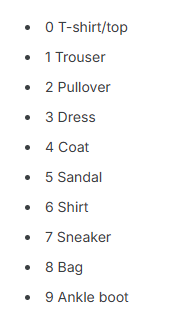 0 T-shirt/top
1 Trouser
2 Pullover
3 Dress
4 Coat
5 Sandal
6 Shirt
7 Sneaker
8 Bag
9 Ankle boot